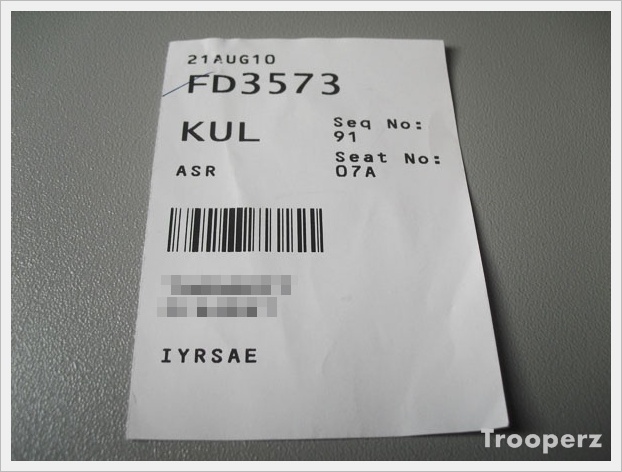 21AUG10
FD3573
KUL
Seq No:
91
ASR
Seat No:
07A
IYRSAE
Trooperz